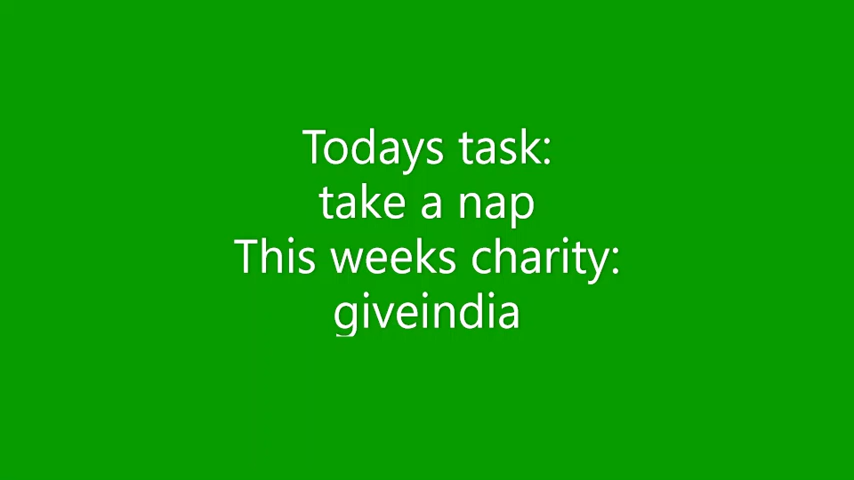 Todays task:
take a nap
This weeks charity:
giveindia